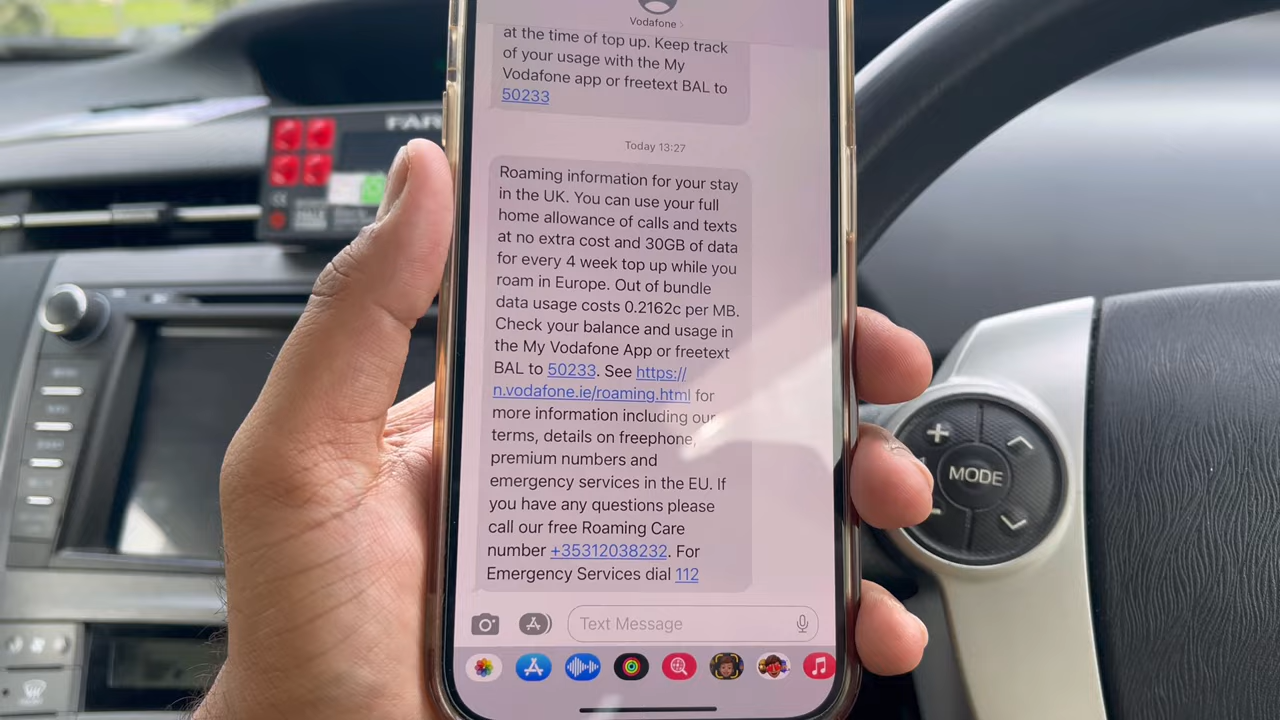 Vodafone
at the time of top up. Keep track
of your usage with the My
Vodafone app or freetext BAL to
50233
Today 13:27
Roaming information for your stay
in the UK. You can use your full
home allowance of calls and texts
at no extra cost and 30GB of data
for every 4 week top up while you
roam in Europe. Out of bundle
data usage costs 0.2162c per MB.
Check your balance and usage in
the My Vodafone App or freetext
BAL to 50233. See https://
n.vodafone.ie/roaming.html for
more information including our
terms, details on freephone,
premium numbers and
emergency services in the EU. If
you have any questions please
call our free Roaming Care
number +35312038232. For
Emergency Services dial 112
Text Message
MODE